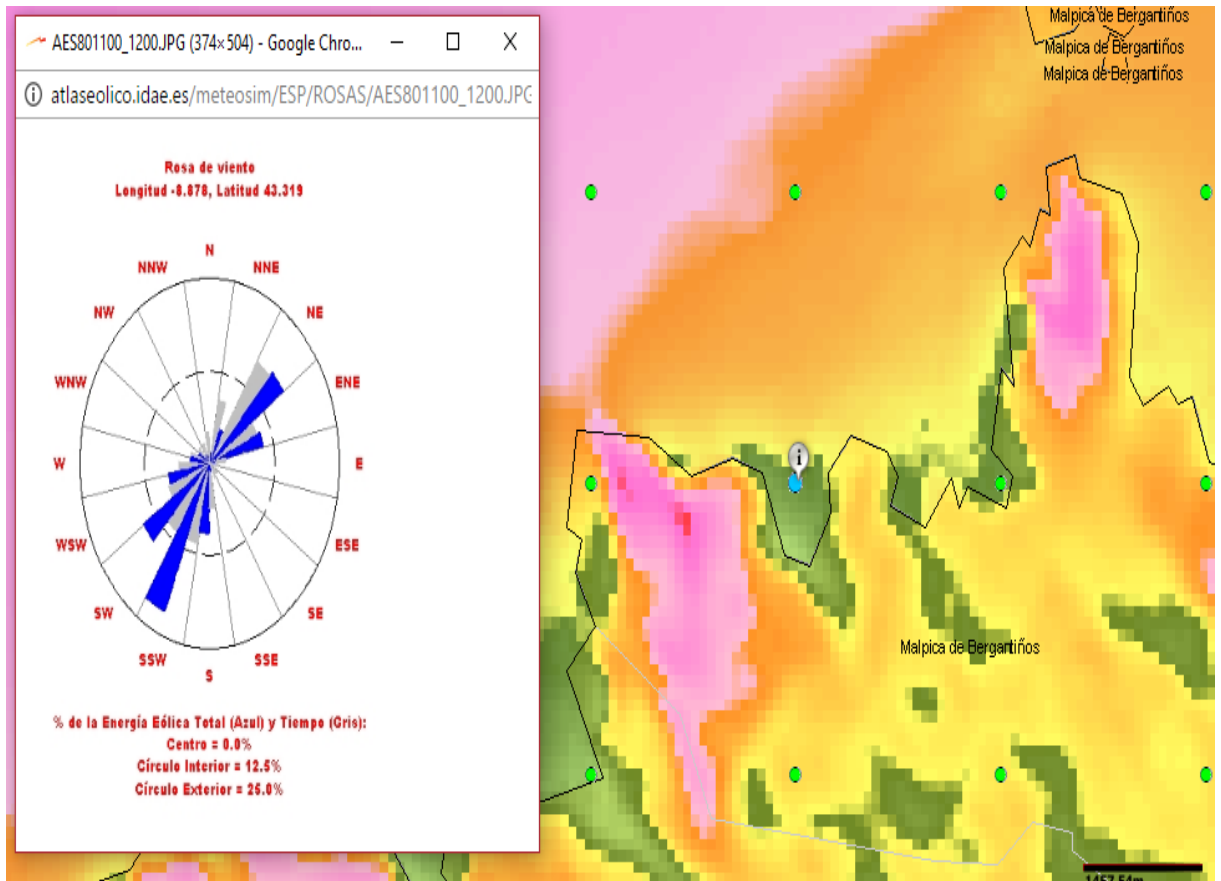 AES801100_1200.JPG (374×504) - Google Chro...
atlaseolico.idae.es/meteosim/ESP/ROSAS/AES801100_1200.JPG
Rosa de viento
Longitud -8.878, Latitud 43.319
N
NNW
NNE
NW
NE
WNW
ENE
W
E
WSW
ESE
SW
SE
SSW
SSE
S
% de la Energía Eólica Total (Azul) y Tiempo (Gris):
Centro = 0.0%
Círculo Interior = 12.5%
Círculo Exterior = 25.0%
Malpica de Bergantiños
Malpica de Bergantiños
Malpica de Bergantiños
i
Malpica de Bergantiños
1457.54m